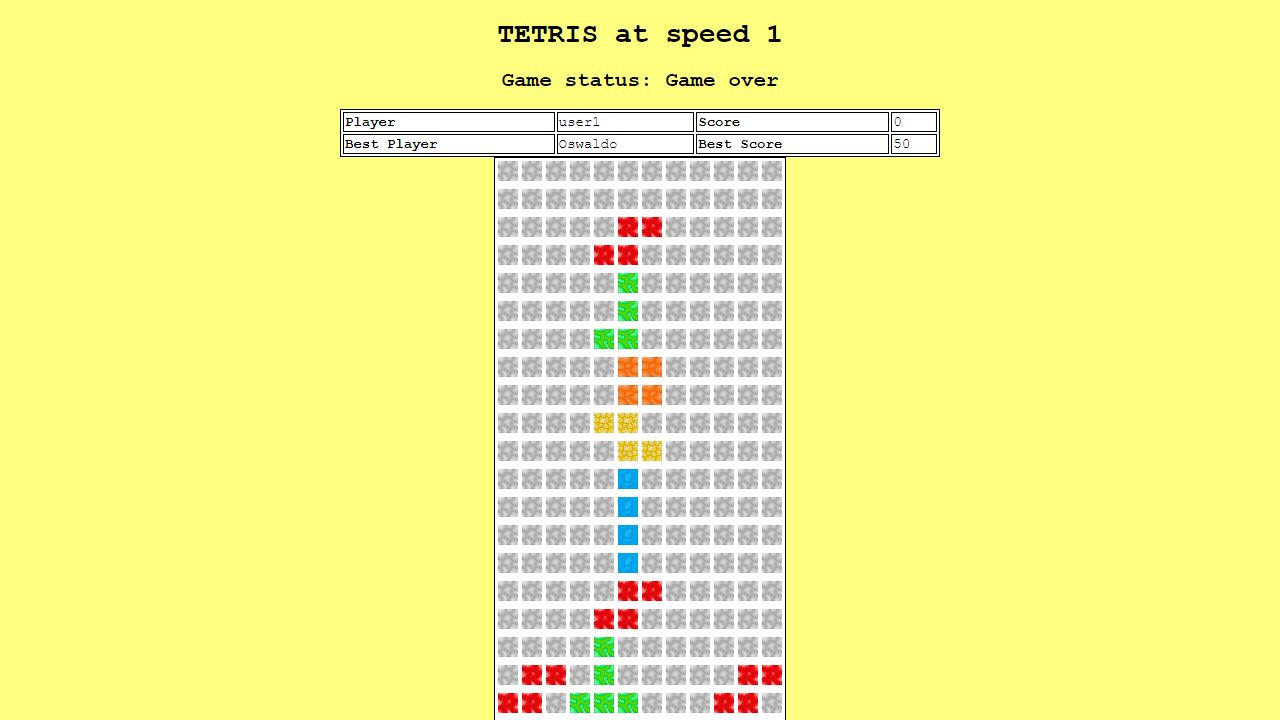 TETRIS at speed 1
Game status: Game over
Player user1 Score 0
Best Player Oswaldo Best Score 50